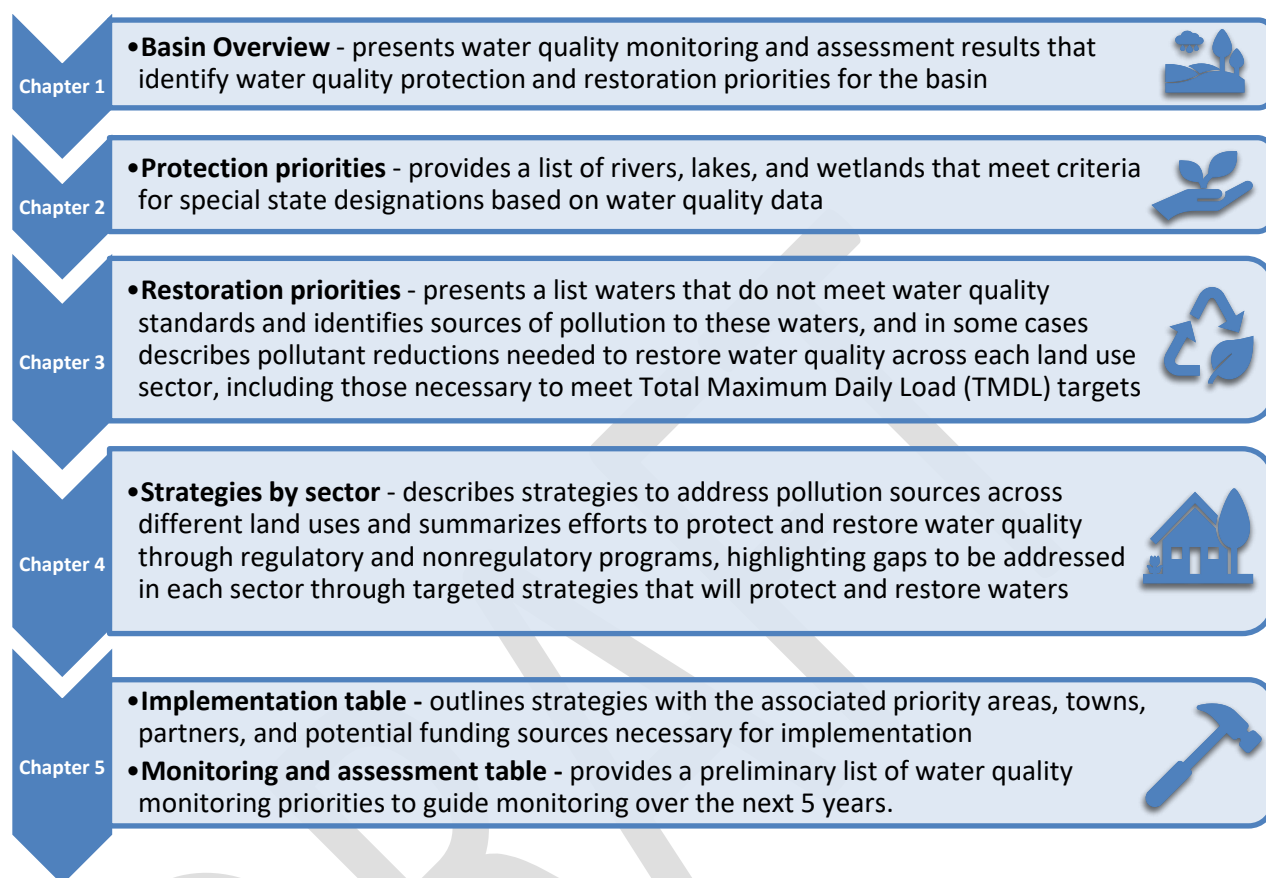 Chapter 1
•Basin Overview - presents water quality monitoring and assessment results that
identify water quality protection and restoration priorities for the basin
Chapter 2
•Protection priorities - provides a list of rivers, lakes, and wetlands that meet criteria
for special state designations based on water quality data
Chapter 3
•Restoration priorities - presents a list waters that do not meet water quality
standards and identifies sources of pollution to these waters, and in some cases
describes pollutant reductions needed to restore water quality across each land use
sector, including those necessary to meet Total Maximum Daily Load (TMDL) targets
Chapter 4
•Strategies by sector - describes strategies to address pollution sources across
different land uses and summarizes efforts to protect and restore water quality
through regulatory and nonregulatory programs, highlighting gaps to be addressed
in each sector through targeted strategies that will protect and restore waters
Chapter 5
•Implementation table - outlines strategies with the associated priority areas, towns,
partners, and potential funding sources necessary for implementation
•Monitoring and assessment table - provides a preliminary list of water quality
monitoring priorities to guide monitoring over the next 5 years.